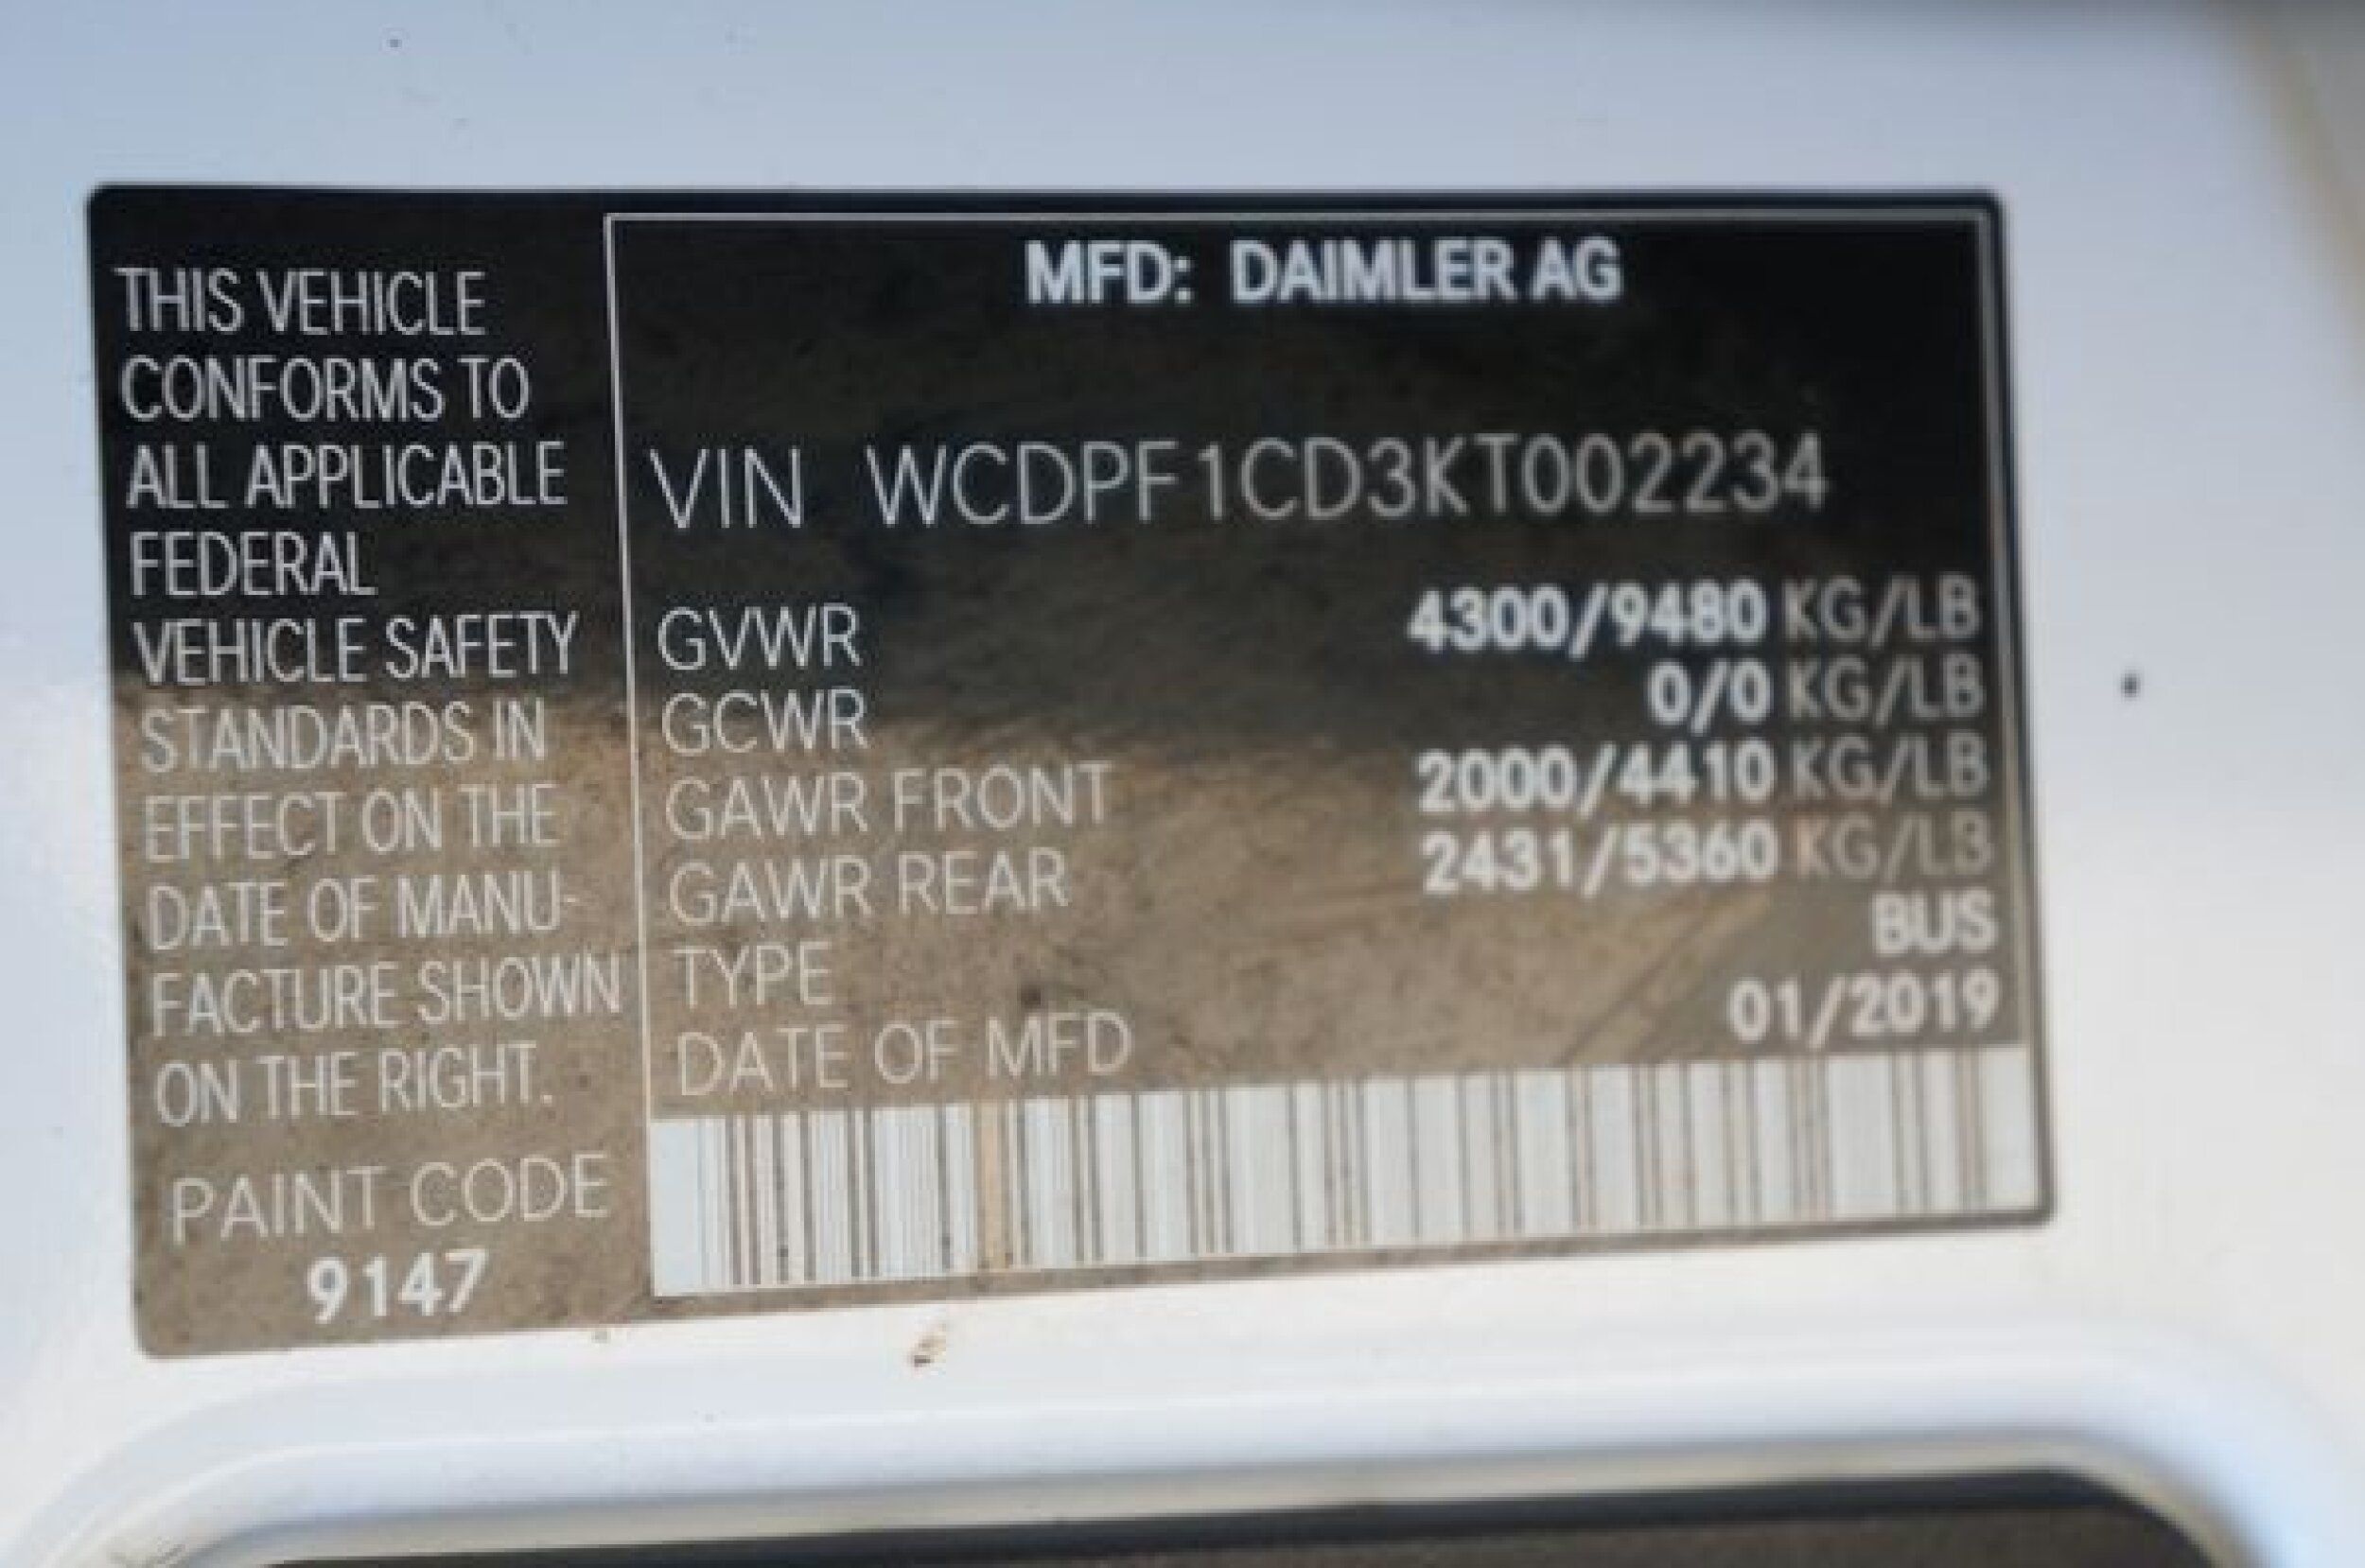 THIS VEHICLE
CONFORMS TO
ALL APPLICABLE
FEDERAL
VEHICLE SAFETY
STANDARDS IN
EFFECT ON THE
DATE OF MANU-
FACTURE SHOWN
ON THE RIGHT.
PAINT CODE
9147
MFD: DAIMLER AG
VIN WCDPF1CD3KT002234
GVWR 4300/9480 KG/LB
GCWR 0/0 KG/LB
GAWR FRONT 2000/4410 KG/LB
GAWR REAR 2431/5360 KG/LB
TYPE BUS
DATE OF MFD 01/2019